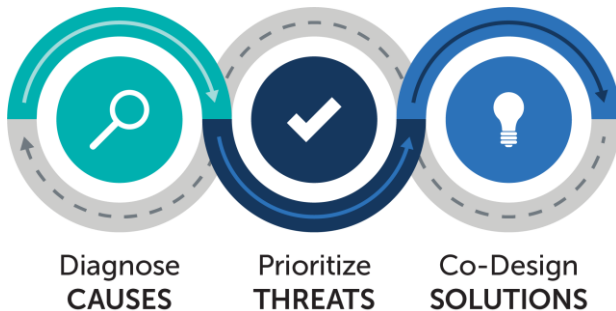 Diagnose
CAUSES
Prioritize
THREATS
Co-Design
SOLUTIONS